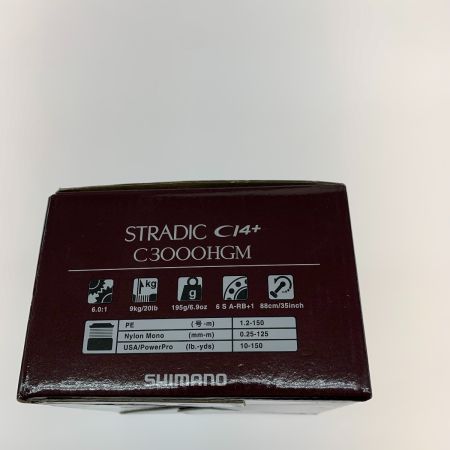 STRADIC CI4+
C3000HGM
kg
g
6.0:1 9kg/20lb 195g/6.9oz 6 S A-RB+1 88cm/35inch
PE (号-m) 1.2-150
Nylon Mono (mm-m) 0.25-125
USA/PowerPro (lb.-yds) 10-150
SHIMANO